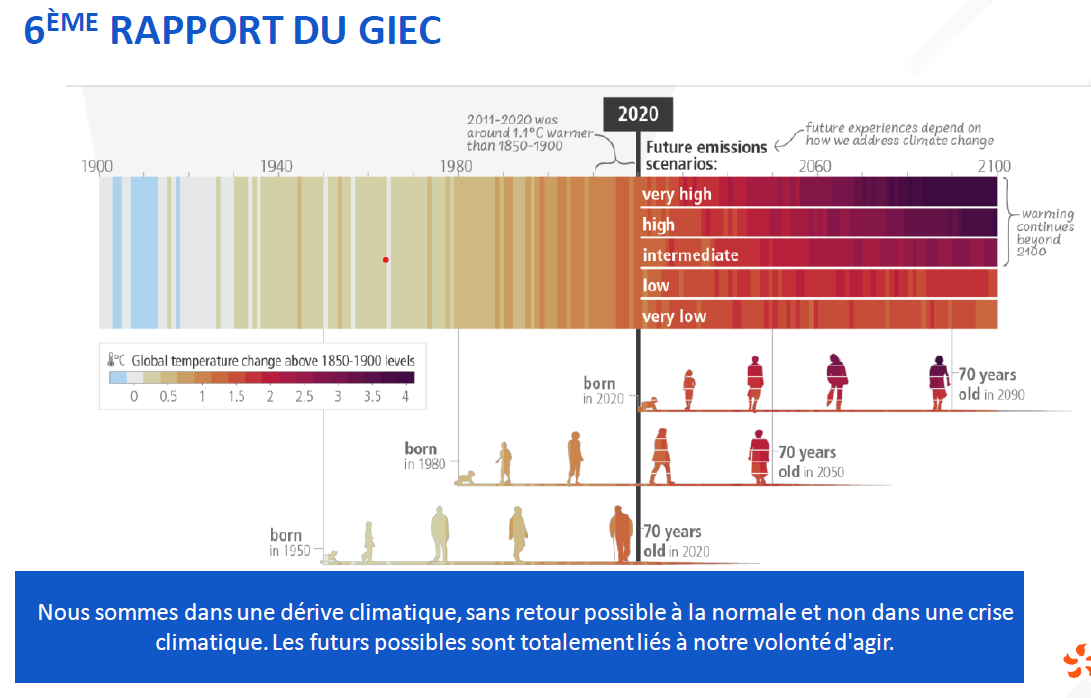 6ÈME RAPPORT DU GIEC
2020
2011-2020 was
around 1.1°C warmer
than 1850-1900
future experiences depend on
how we address climate change
Future emissions
scenarios:
1900 1940 1980 2060 2100
very high
high
intermediate
low
very low
warming
continues
beyond
2100
°C Global temperature change above 1850-1900 levels
0 0.5 1 1.5 2 2.5 3 3.5 4
born
in 2020
70 years
old in 2090
born
in 1980
70 years
old in 2050
born
in 1950
70 years
old in 2020
Nous sommes dans une dérive climatique, sans retour possible à la normale et non dans une crise
climatique. Les futurs possibles sont totalement liés à notre volonté d'agir.